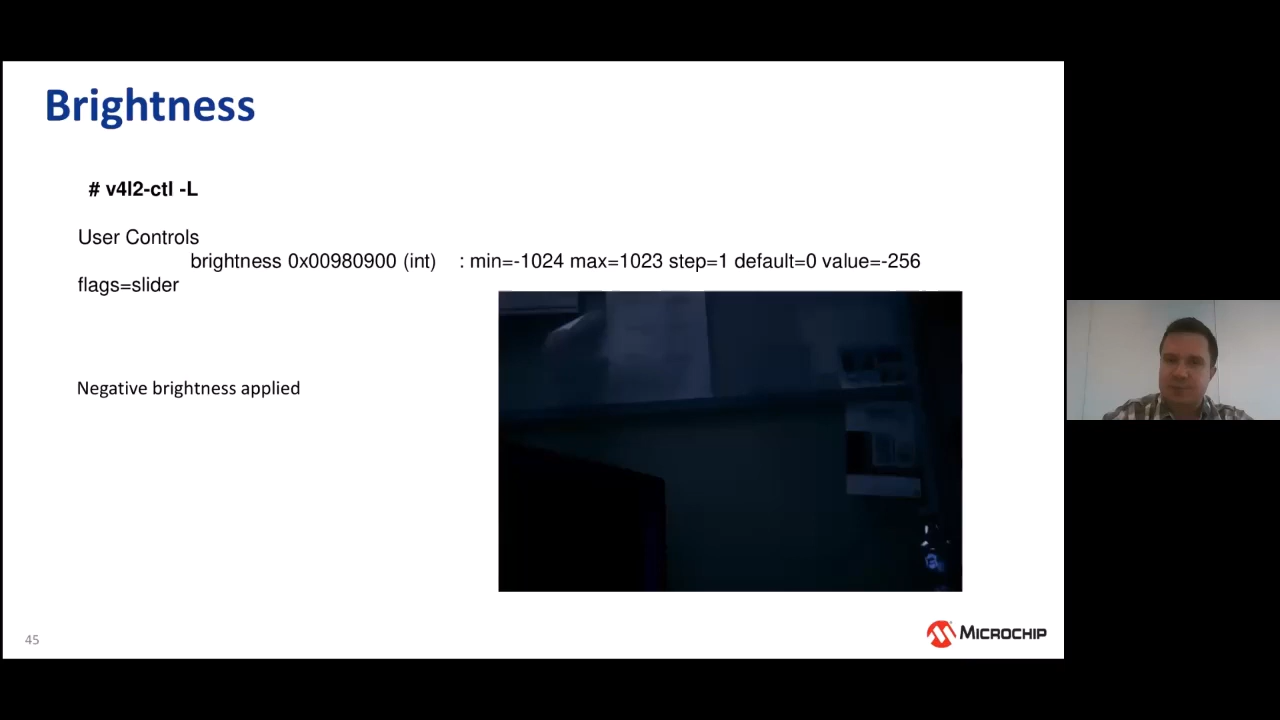 Brightness
# v4l2-ctl -L
User Controls
brightness 0x00980900 (int) : min=-1024 max=1023 step=1 default=0 value=-256
flags=slider
Negative brightness applied
45
MICROCHIP